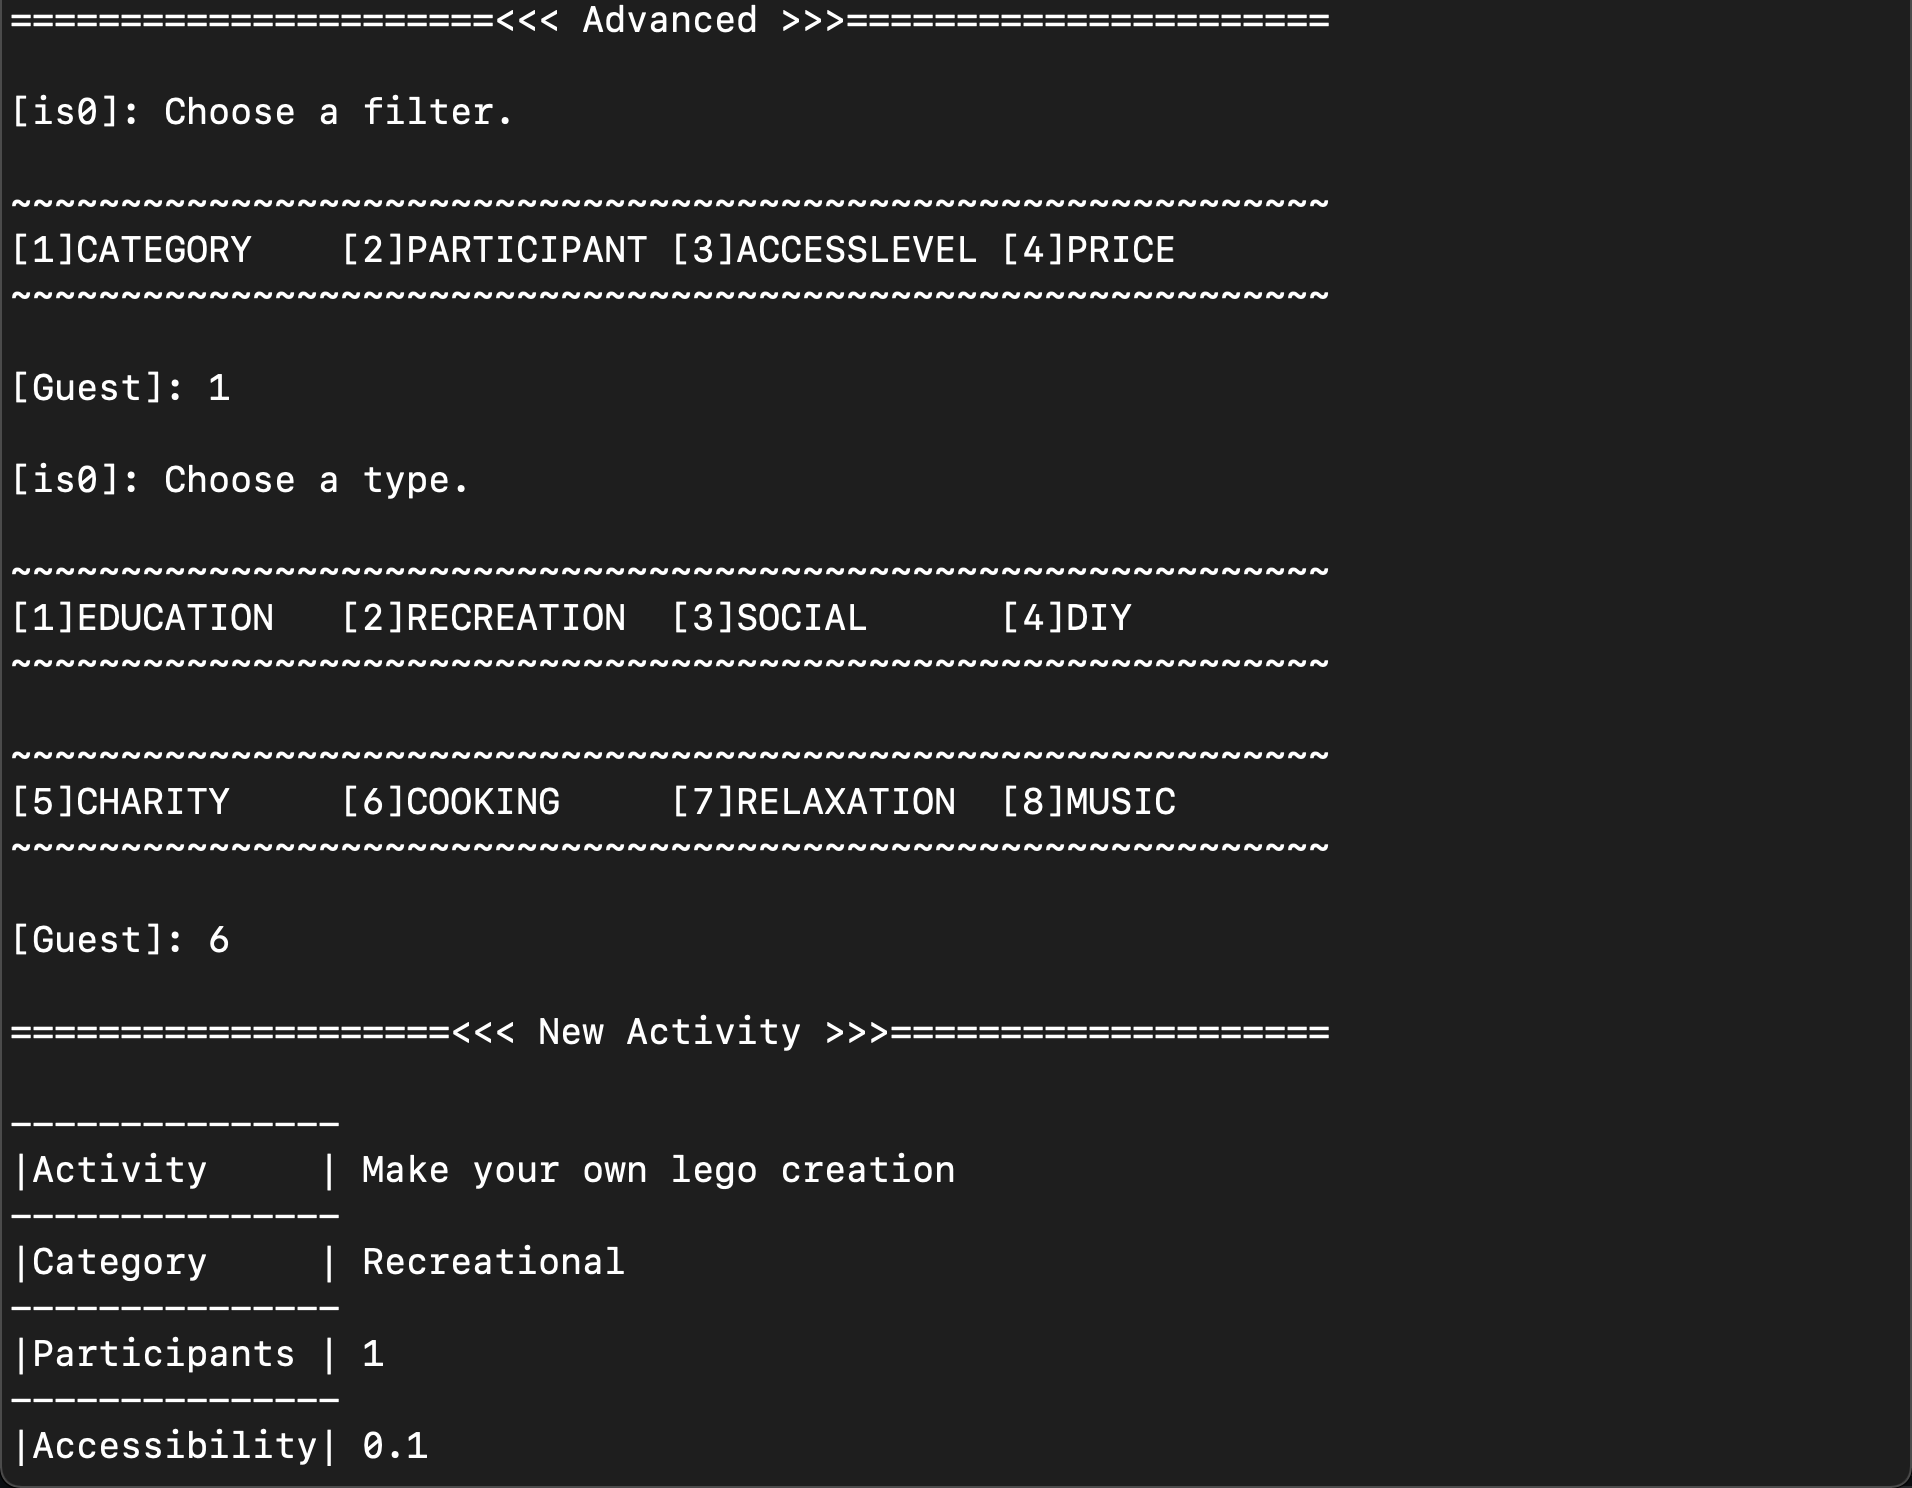 ======================<<< Advanced >>>======================
[is0]: Choose a filter.
~~~~~~~~~~~~~~~~~~~~~~~~~~~~~~~~~~~~~~~~~~~~~~~~~~~~~~~~~~~~
[1]CATEGORY    [2]PARTICIPANT [3]ACCESSLEVEL [4]PRICE
~~~~~~~~~~~~~~~~~~~~~~~~~~~~~~~~~~~~~~~~~~~~~~~~~~~~~~~~~~~~
[Guest]: 1
[is0]: Choose a type.
~~~~~~~~~~~~~~~~~~~~~~~~~~~~~~~~~~~~~~~~~~~~~~~~~~~~~~~~~~~~
[1]EDUCATION   [2]RECREATION  [3]SOCIAL      [4]DIY
~~~~~~~~~~~~~~~~~~~~~~~~~~~~~~~~~~~~~~~~~~~~~~~~~~~~~~~~~~~~
~~~~~~~~~~~~~~~~~~~~~~~~~~~~~~~~~~~~~~~~~~~~~~~~~~~~~~~~~~~~
[5]CHARITY     [6]COOKING     [7]RELAXATION  [8]MUSIC
~~~~~~~~~~~~~~~~~~~~~~~~~~~~~~~~~~~~~~~~~~~~~~~~~~~~~~~~~~~~
[Guest]: 6
====================<<< New Activity >>>====================
---------------
|Activity     | Make your own lego creation
---------------
|Category     | Recreational
---------------
|Participants | 1
---------------
|Accessibility| 0.1